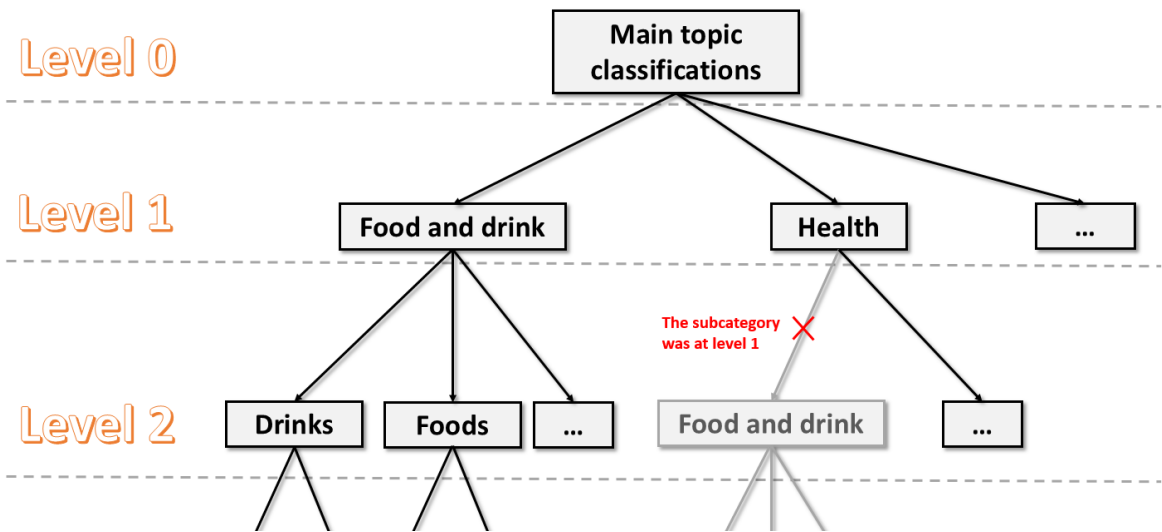 Level 0
Main topic
classifications
Level 1
Food and drink
Health
...
The subcategory
was at level 1
Level 2
Drinks
Foods
...
Food and drink
...